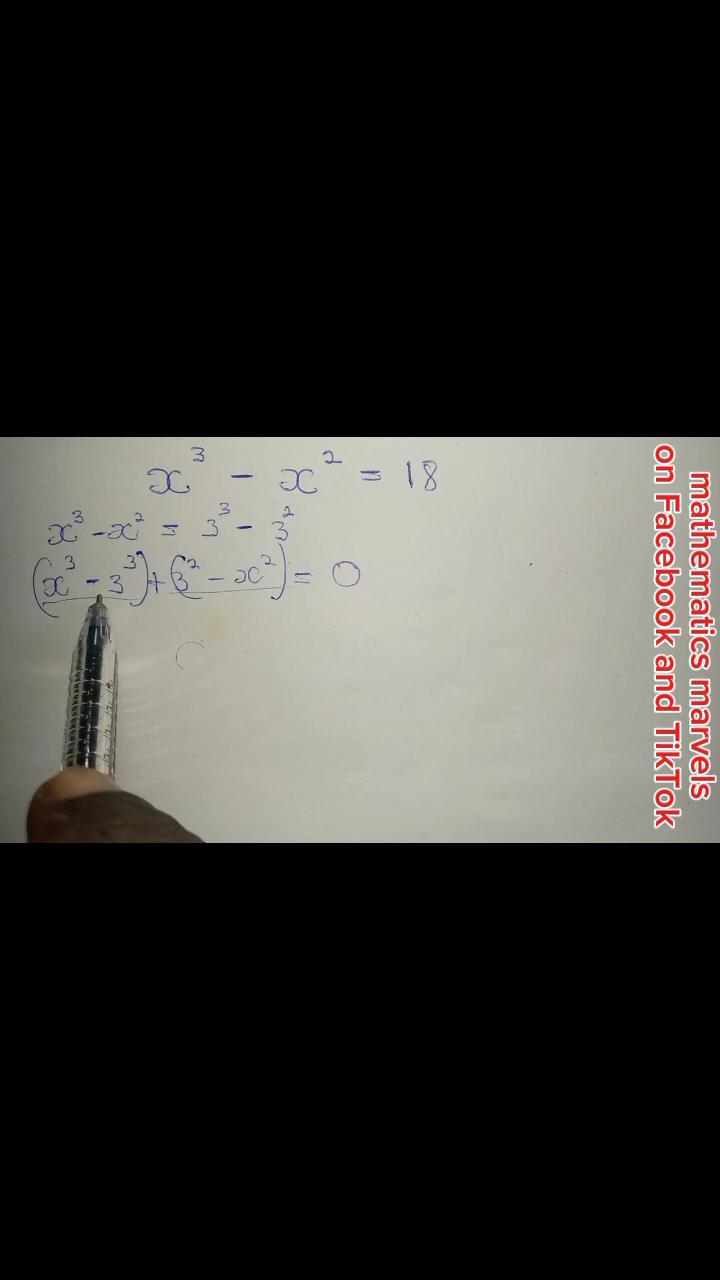 x³ - x² = 18
x³ - x² = 3³ - 3²
(x³ - 3³) + (3² - x²) = 0
mathematics marvels
on Facebook and TikTok